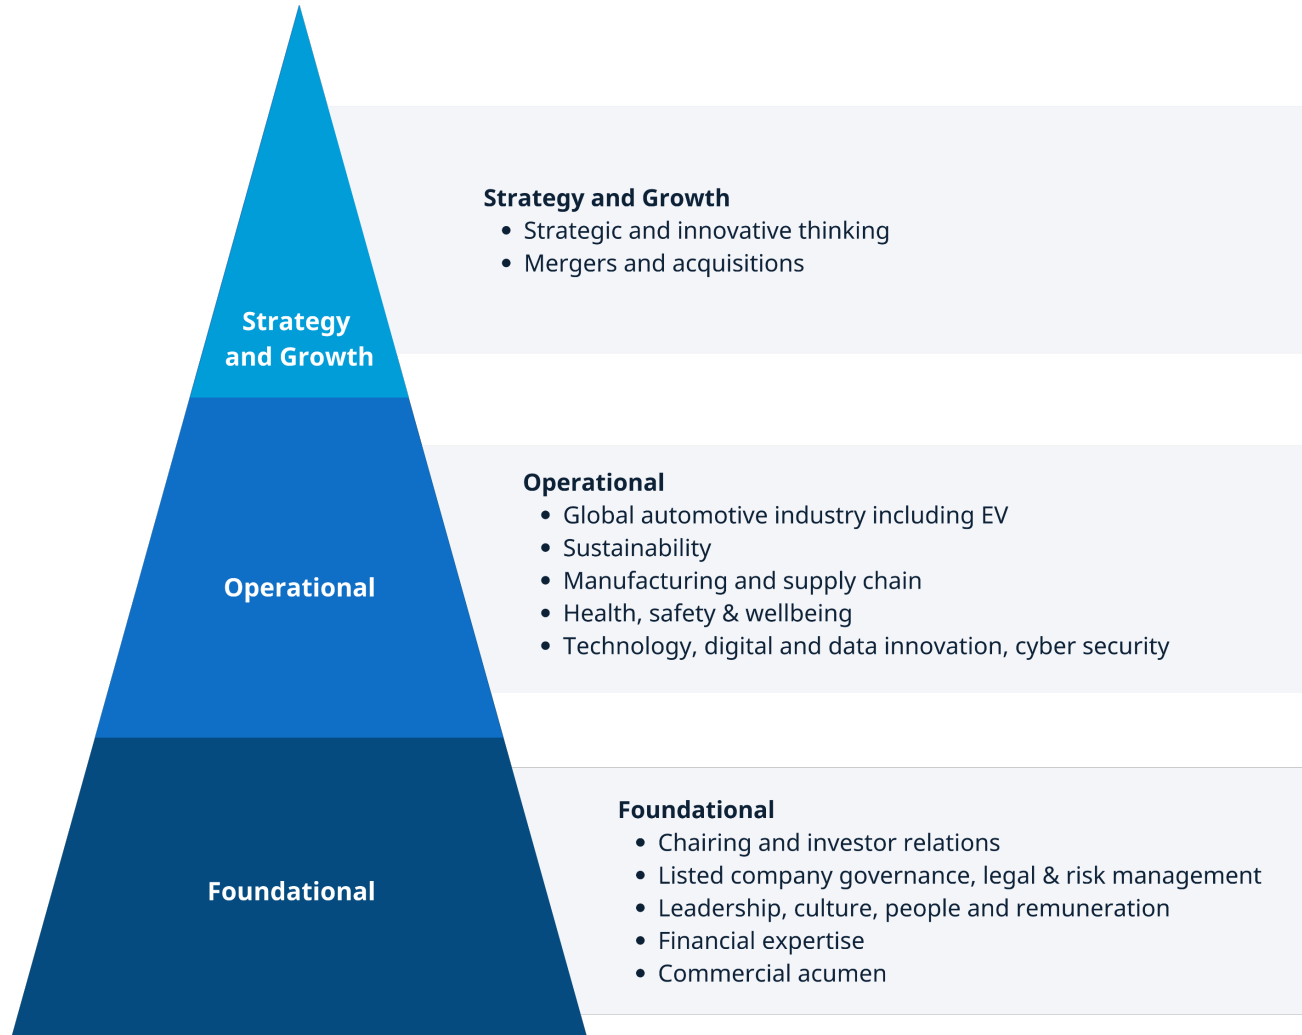 Strategy and Growth
• Strategic and innovative thinking
• Mergers and acquisitions
Strategy
and Growth
Operational
• Global automotive industry including EV
• Sustainability
• Manufacturing and supply chain
• Health, safety & wellbeing
• Technology, digital and data innovation, cyber security
Operational
Foundational
• Chairing and investor relations
• Listed company governance, legal & risk management
• Leadership, culture, people and remuneration
• Financial expertise
• Commercial acumen
Foundational